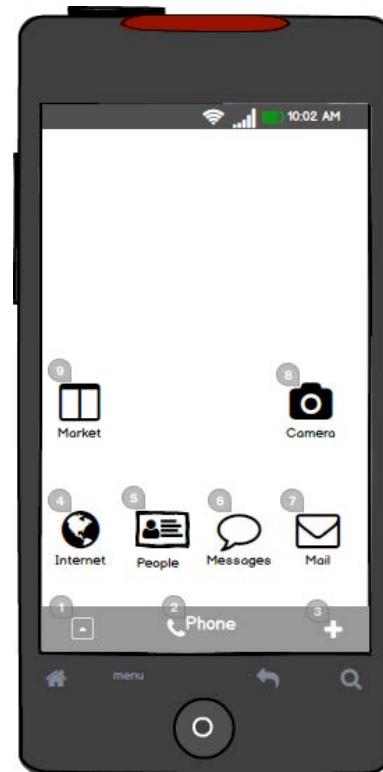 10:02 AM
9
8
Market
Camera
4
5
6
7
Internet
People
Messages
Mail
1
2
3
Phone
menu